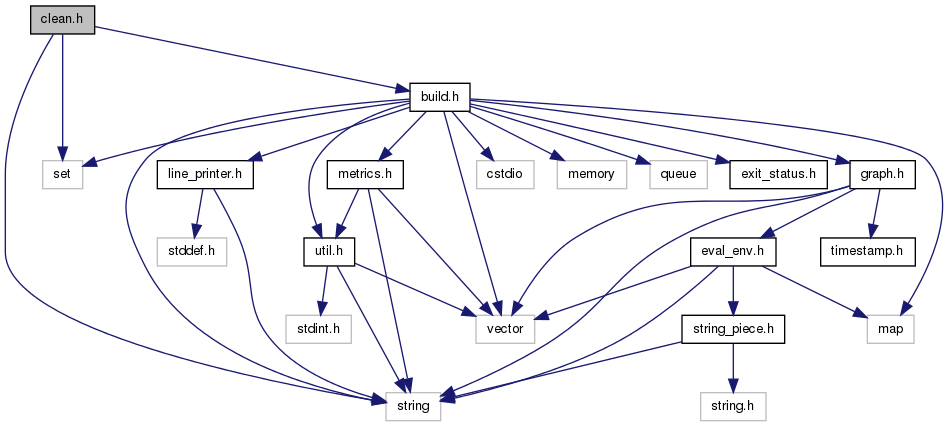 clean.h
build.h
set
line_printer.h
metrics.h
cstdio
memory
queue
exit_status.h
graph.h
stddef.h
util.h
eval_env.h
timestamp.h
stdint.h
vector
string_piece.h
map
string
string.h